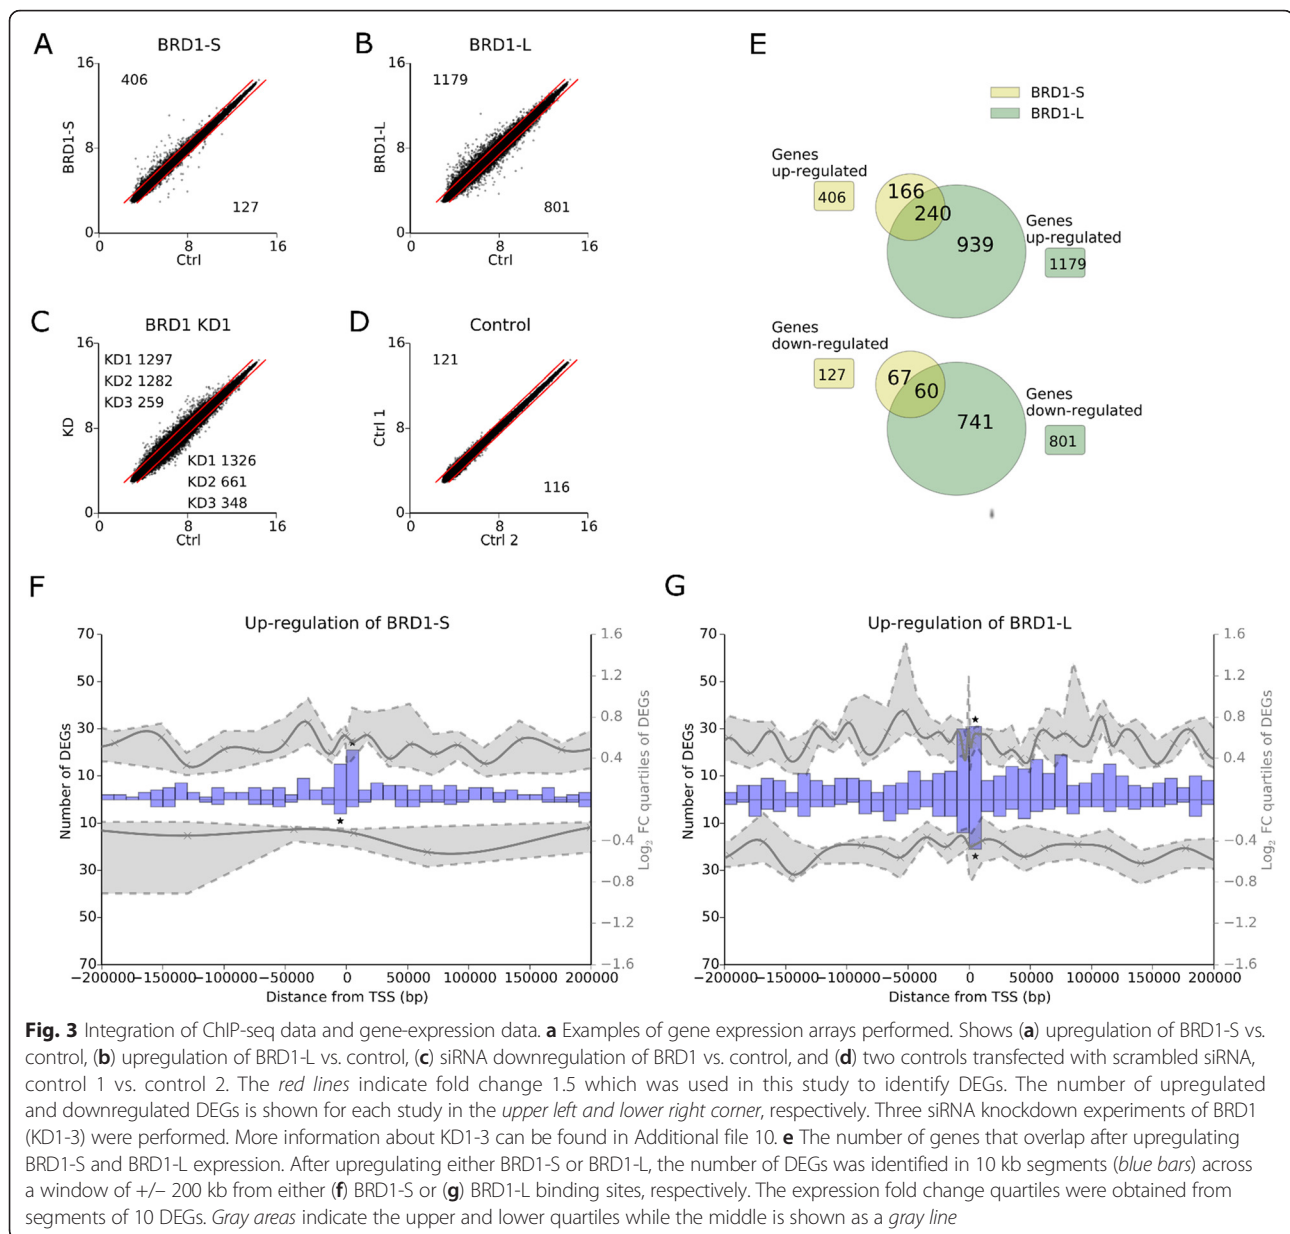 A
BRD1-S
16
8
0
406
127
BRD1-S
0
8
16
Ctrl
B
BRD1-L
16
8
0
1179
801
BRD1-L
0
8
16
Ctrl
C
BRD1 KD1
16
8
0
KD1 1297
KD2 1282
KD3 259
KD1 1326
KD2 661
KD3 348
KD
0
8
16
Ctrl
D
Control
16
8
0
121
116
Ctrl 1
0
8
16
Ctrl 2
E
BRD1-S
BRD1-L
Genes
up-regulated
406
166
240
939
Genes
up-regulated
1179
Genes
down-regulated
127
67
60
741
Genes
down-regulated
801
F
Up-regulation of BRD1-S
70
50
30
10
10
30
50
70
Number of DEGs
1.6
1.2
0.8
0.4
−0.4
−0.8
−1.2
−1.6
Log2 FC quartiles of DEGs
−200000
−150000
−100000
−50000
0
50000
100000
150000
200000
Distance from TSS (bp)
G
Up-regulation of BRD1-L
70
50
30
10
10
30
50
70
Number of DEGs
1.6
1.2
0.8
0.4
−0.4
−0.8
−1.2
−1.6
Log2 FC quartiles of DEGs
−200000
−150000
−100000
−50000
0
50000
100000
150000
200000
Distance from TSS (bp)
Fig. 3 Integration of ChIP-seq data and gene-expression data. a Examples of gene expression arrays performed. Shows (a) upregulation of BRD1-S vs.
control, (b) upregulation of BRD1-L vs. control, (c) siRNA downregulation of BRD1 vs. control, and (d) two controls transfected with scrambled siRNA,
control 1 vs. control 2. The red lines indicate fold change 1.5 which was used in this study to identify DEGs. The number of upregulated
and downregulated DEGs is shown for each study in the upper left and lower right corner, respectively. Three siRNA knockdown experiments of BRD1
(KD1-3) were performed. More information about KD1-3 can be found in Additional file 10. e The number of genes that overlap after upregulating
BRD1-S and BRD1-L expression. After upregulating either BRD1-S or BRD1-L, the number of DEGs was identified in 10 kb segments (blue bars) across
a window of +/− 200 kb from either (f) BRD1-S or (g) BRD1-L binding sites, respectively. The expression fold change quartiles were obtained from
segments of 10 DEGs. Gray areas indicate the upper and lower quartiles while the middle is shown as a gray line